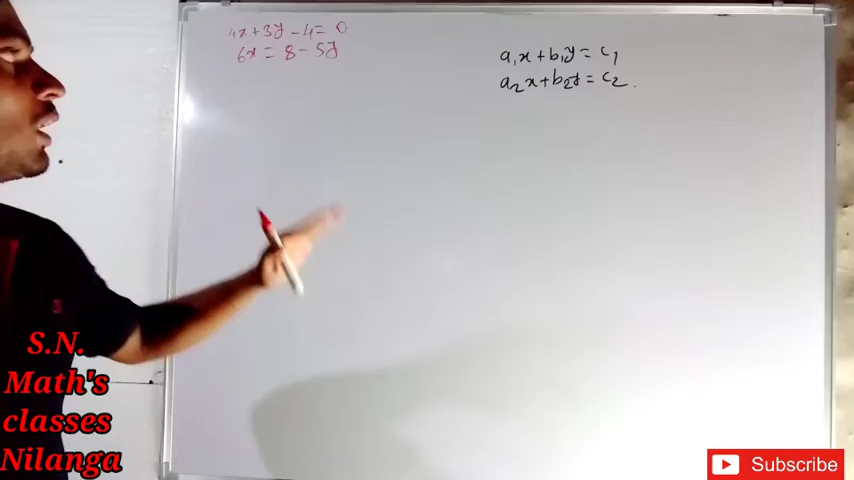 4x+3y-4=0
6x=8-5y
a₁x+b₁y=c₁
a₂x+b₂y=c₂.
S.N.
Math's
classes
Nilanga
Subscribe